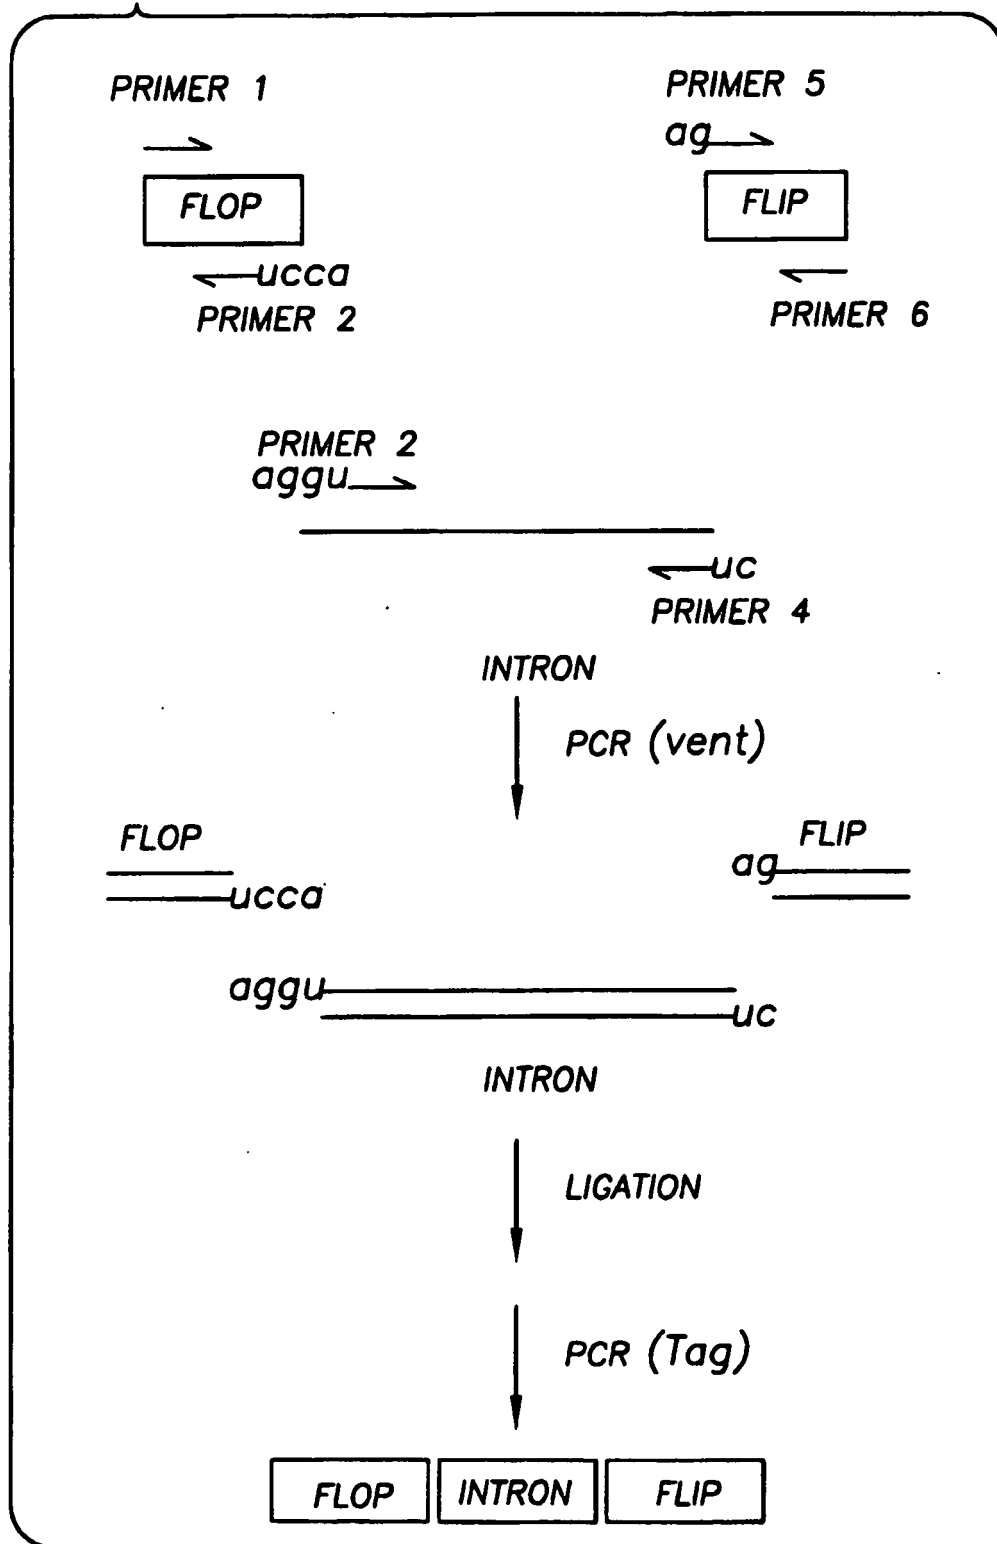 PRIMER 1
PRIMER 5
ag
FLOP
FLIP
ucca
PRIMER 2
PRIMER 6
PRIMER 2
aggu
uc
PRIMER 4
INTRON
PCR (vent)
FLOP
FLIP
ag
ucca
aggu
uc
INTRON
LIGATION
PCR (Tag)
FLOP INTRON FLIP